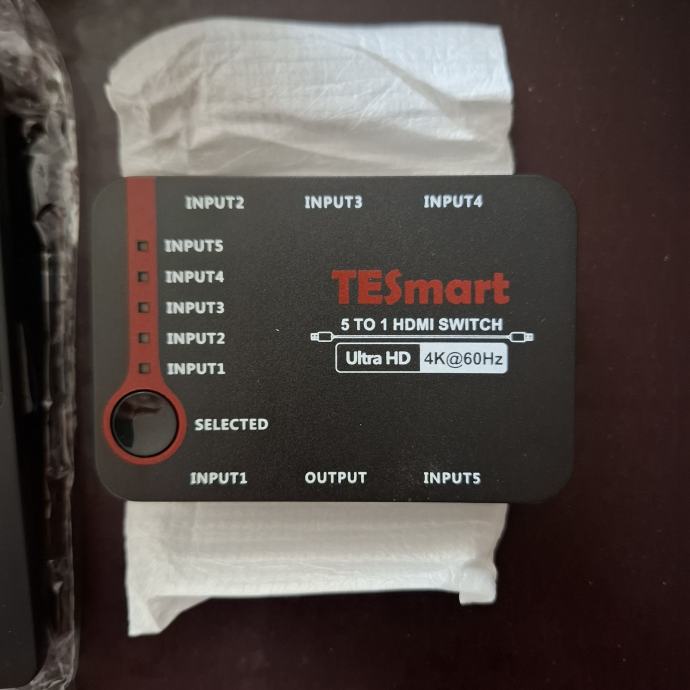 INPUT2 INPUT3 INPUT4
INPUT5
INPUT4
INPUT3
INPUT2
INPUT1
SELECTED
TESmart
5 TO 1 HDMI SWITCH
Ultra HD 4K@60Hz
INPUT1 OUTPUT INPUT5